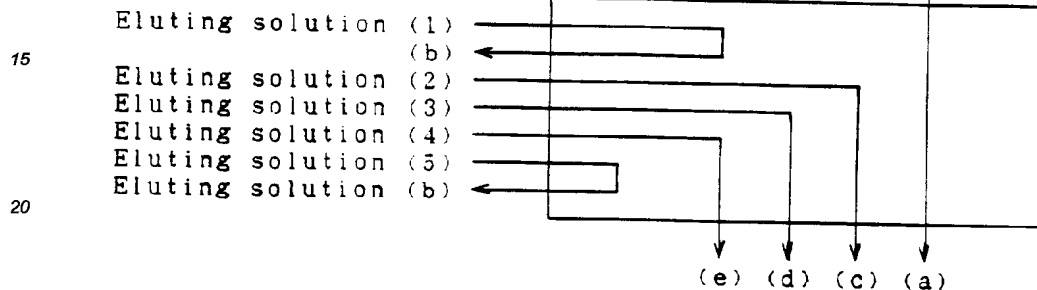 Eluting solution (1)
15 (b)
Eluting solution (2)
Eluting solution (3)
Eluting solution (4)
Eluting solution (5)
Eluting solution (b)
20
(e) (d) (c) (a)